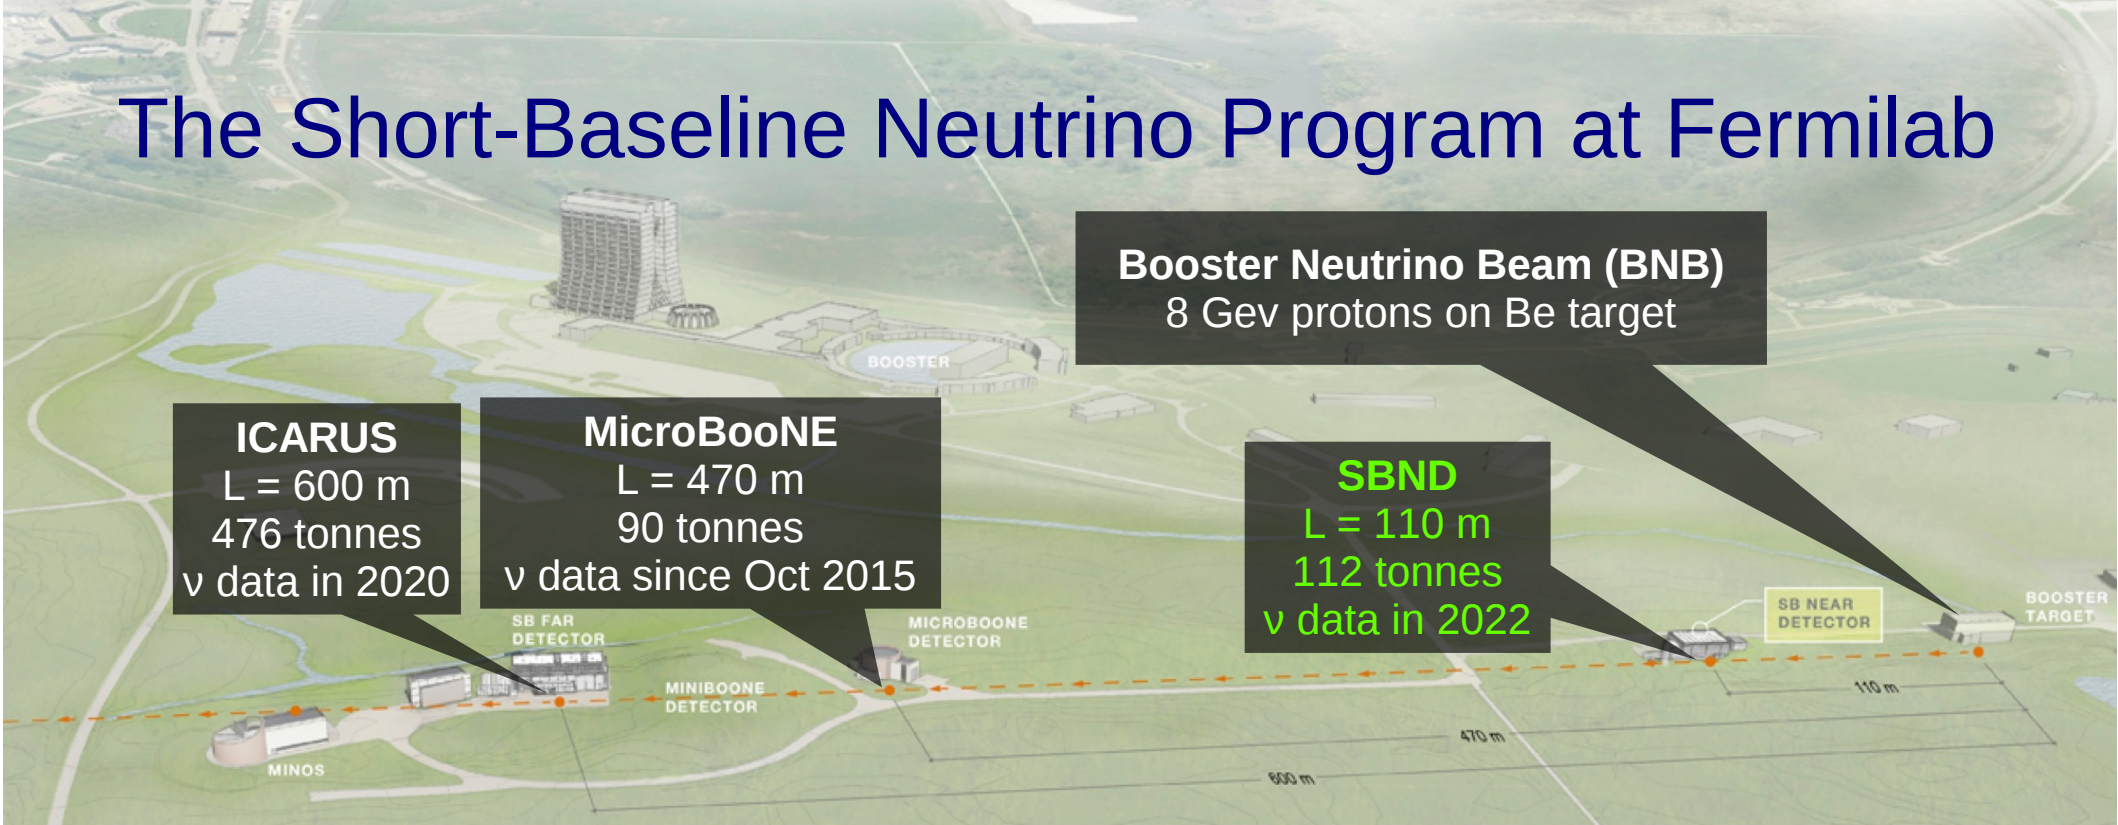 The Short-Baseline Neutrino Program at Fermilab
Booster Neutrino Beam (BNB)
8 Gev protons on Be target
BOOSTER
ICARUS
L = 600 m
476 tonnes
ν data in 2020
MicroBooNE
L = 470 m
90 tonnes
ν data since Oct 2015
SBND
L = 110 m
112 tonnes
ν data in 2022
SB FAR
DETECTOR
MICROBOONE
DETECTOR
SB NEAR
DETECTOR
BOOSTER
TARGET
MINIBOONE
DETECTOR
MINOS
110 m
470 m
600 m